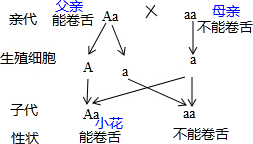 父亲 母亲
亲代 能卷舌 Aa × aa 不能卷舌
生殖细胞 A a a
子代 Aa 小花 aa
性状 能卷舌 不能卷舌